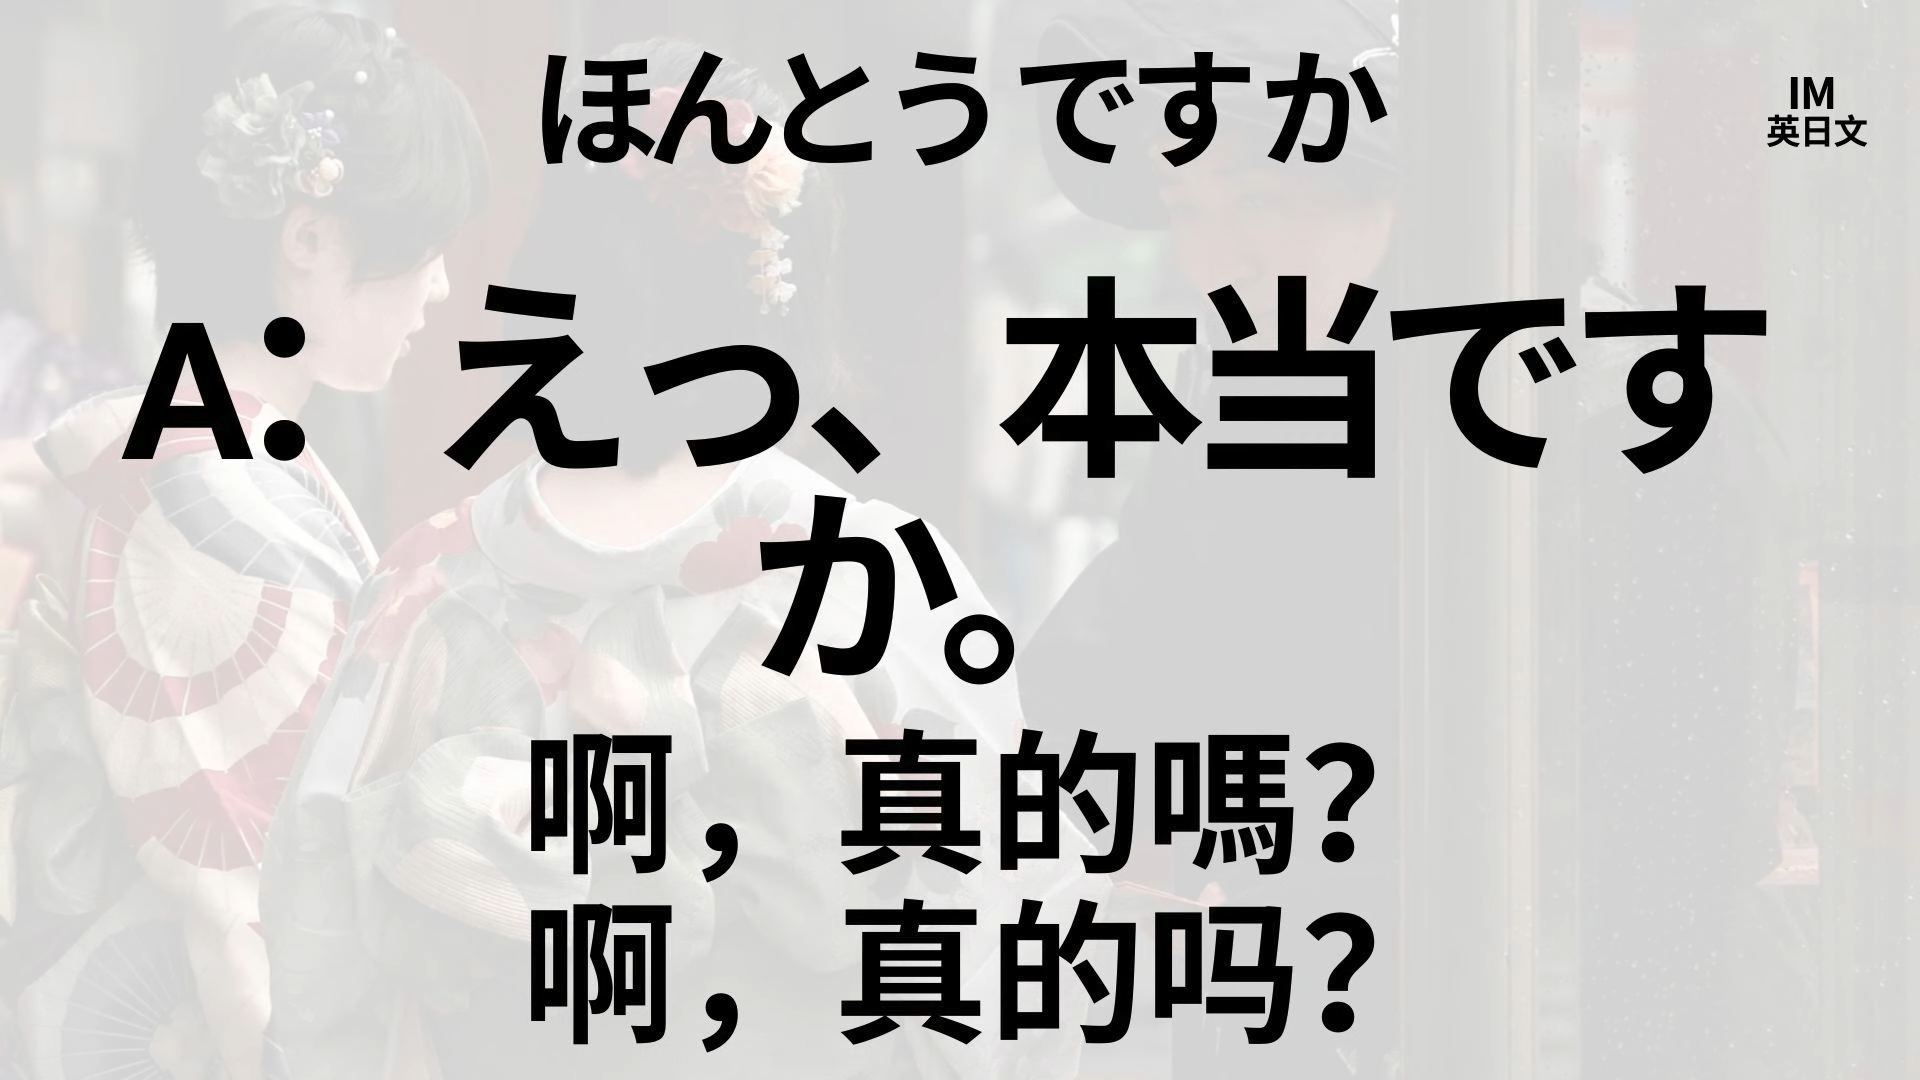 ほんとうですか
IM
英日文
A：えっ、本当です
か。
啊，真的嗎？
啊，真的吗？